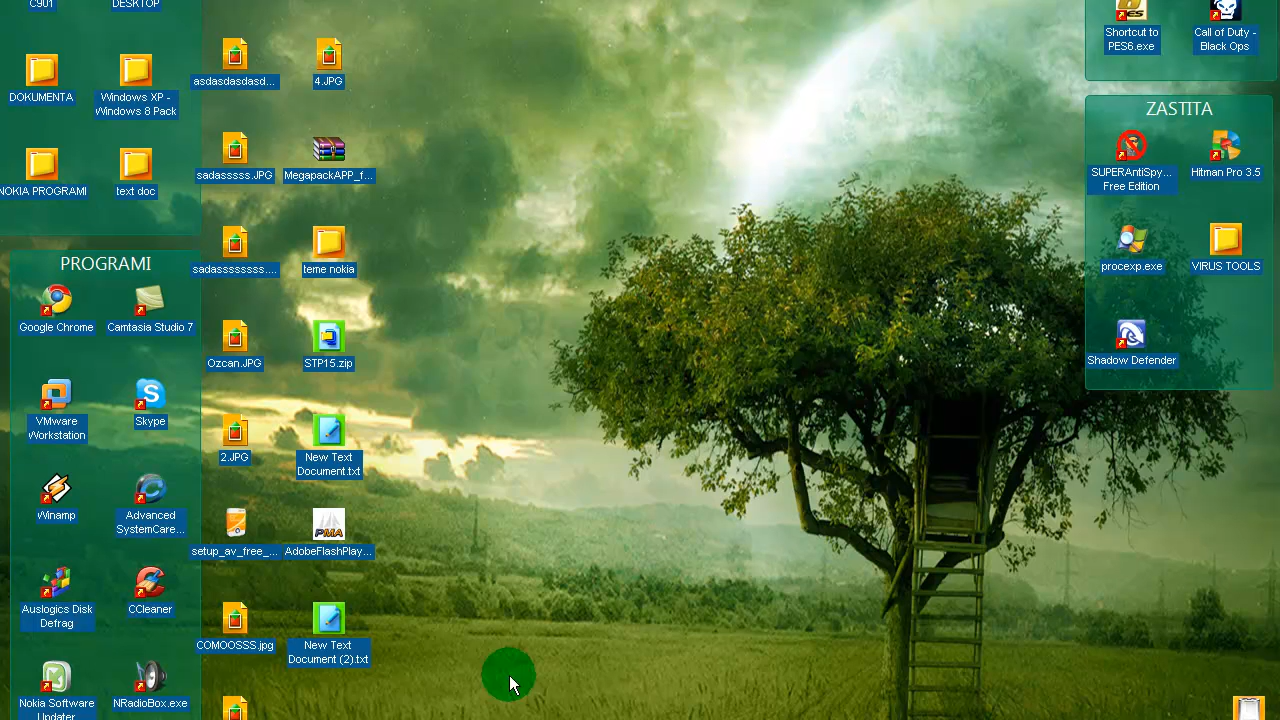 C901
DESKTOP
DOKUMENTA
Windows XP -
Windows 8 Pack
NOKIA PROGRAMI
text doc
PROGRAMI
Google Chrome
Camtasia Studio 7
VMware
Workstation
Skype
Winamp
Advanced
SystemCare...
Auslogics Disk
Defrag
CCleaner
Nokia Software
Updater
NRadioBox.exe
asdasdasdasd...
4.JPG
sadasssss.JPG
MegapackAPP_f...
sadassssssss....
teme nokia
Ozcan.JPG
STP15.zip
2.JPG
New Text
Document.txt
setup_av_free_...
PMA
AdobeFlashPlay...
COMOOSSS.jpg
New Text
Document (2).txt
Shortcut to
PES6.exe
Call of Duty -
Black Ops
ZASTITA
SUPERAntiSpy...
Free Edition
Hitman Pro 3.5
procexp.exe
VIRUS TOOLS
Shadow Defender